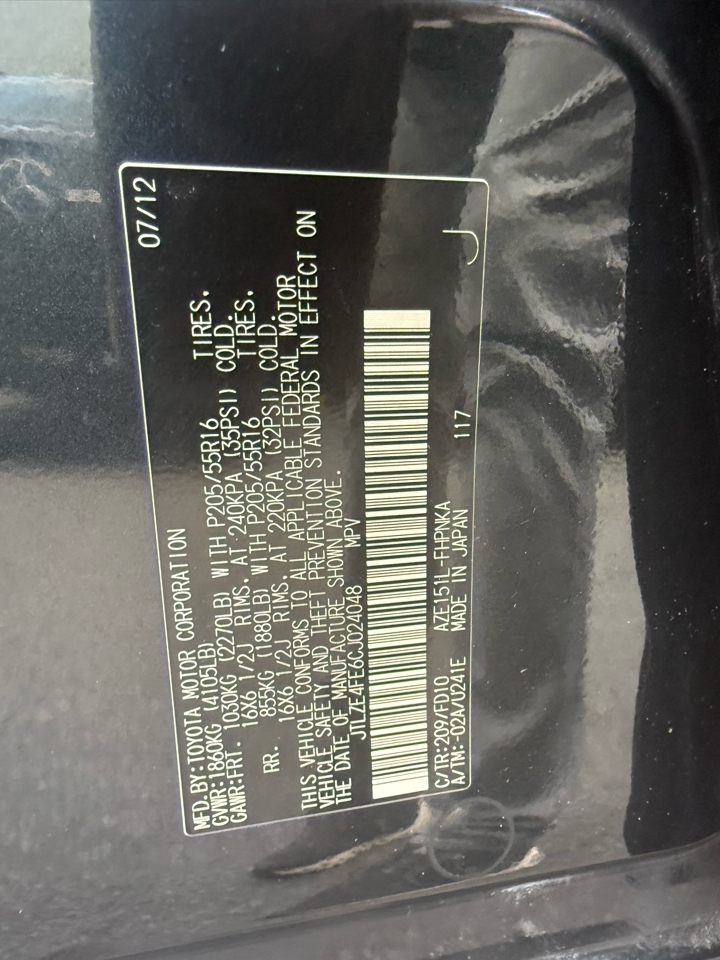 MFD.BY:TOYOTA MOTOR CORPORATION 07/12
GVWR:1860KG (4105LB)
GAWR:FRT. 1030KG (2270LB) WITH P205/55R16 TIRES.
16X6 1/2J RIMS, AT 240KPA (35PSI) COLD.
RR. 855KG (1880LB) WITH P205/55R16 TIRES.
16X6 1/2J RIMS, AT 220KPA (32PSI) COLD.
THIS VEHICLE CONFORMS TO ALL APPLICABLE FEDERAL MOTOR
VEHICLE SAFETY AND THEFT PREVENTION STANDARDS IN EFFECT ON
THE DATE OF MANUFACTURE SHOWN ABOVE.
JTLZE4FE6CJ024048 MPV
C/TR:209/FD10 AZE151L-FHPNKA 117 J
A/TM:-02A/U241E MADE IN JAPAN